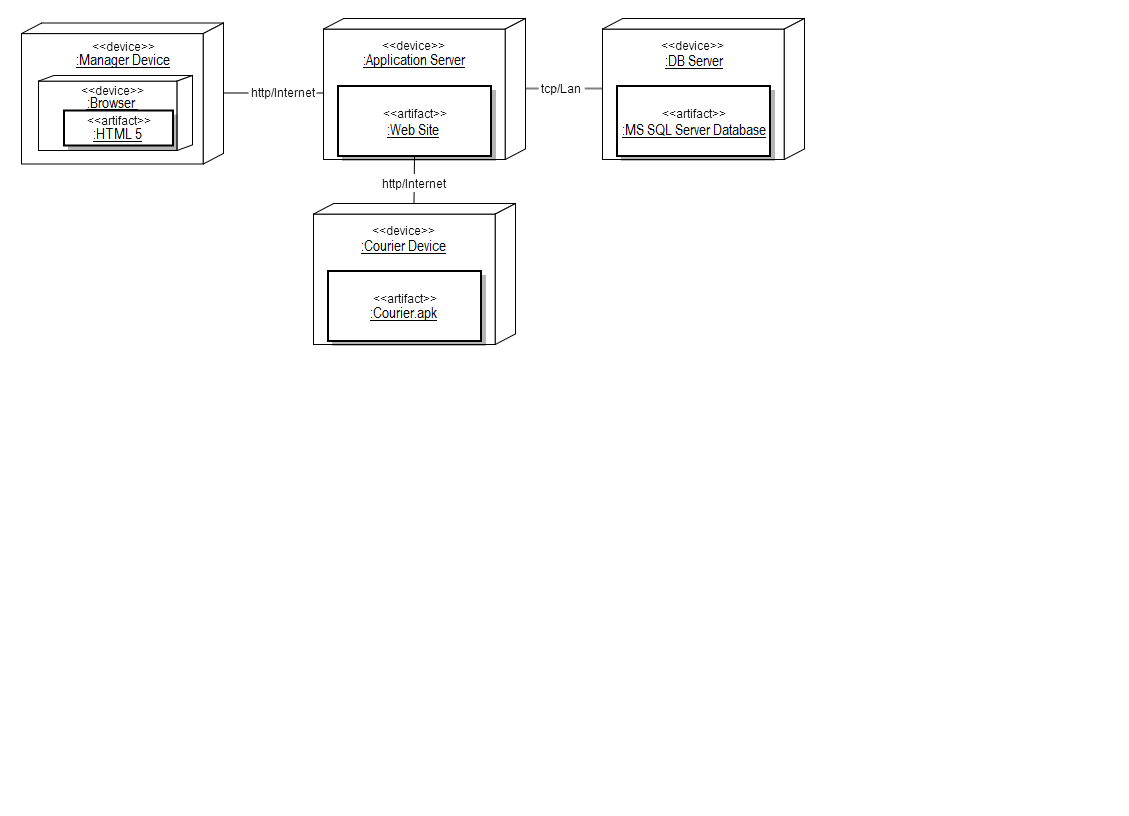 <<device>>
:Manager Device
<<device>>
:Browser
<<artifact>>
:HTML 5
http/Internet
<<device>>
:Application Server
<<artifact>>
:Web Site
tcp/Lan
<<device>>
:DB Server
<<artifact>>
:MS SQL Server Database
http/Internet
<<device>>
:Courier Device
<<artifact>>
:Courier.apk